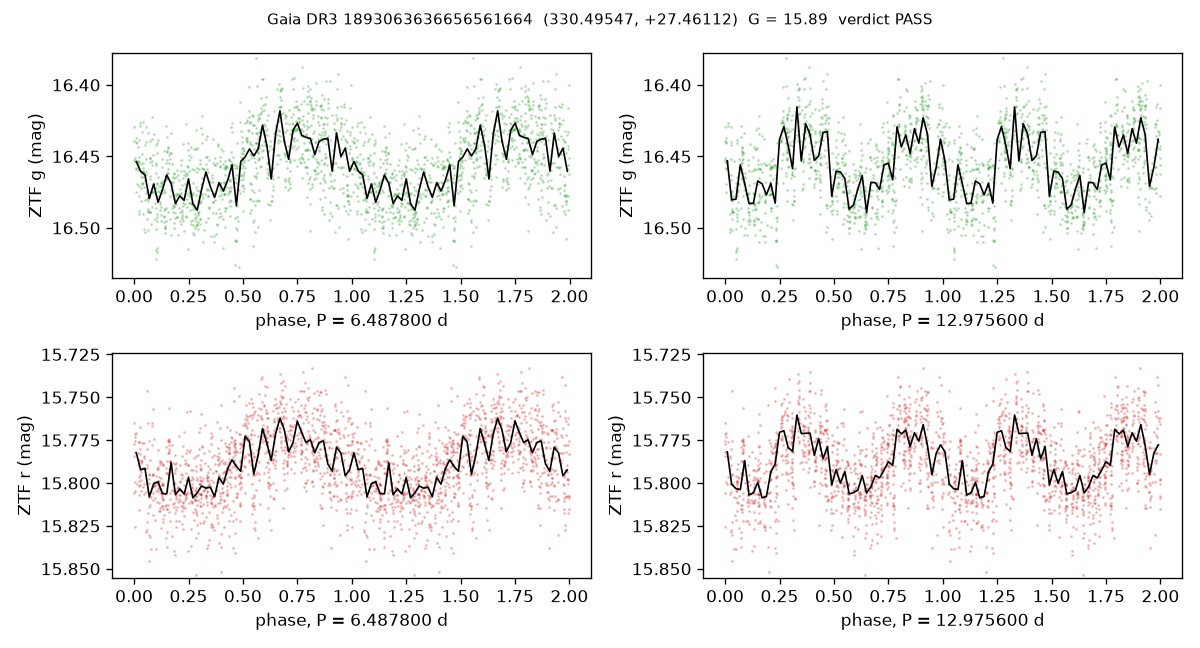 Gaia DR3 1893063636656561664  (330.49547, +27.46112)  G = 15.89  verdict PASS
ZTF g (mag)
16.40
16.45
16.50
0.00 0.25 0.50 0.75 1.00 1.25 1.50 1.75 2.00
phase, P = 6.487800 d
ZTF g (mag)
16.40
16.45
16.50
0.00 0.25 0.50 0.75 1.00 1.25 1.50 1.75 2.00
phase, P = 12.975600 d
ZTF r (mag)
15.725
15.750
15.775
15.800
15.825
15.850
0.00 0.25 0.50 0.75 1.00 1.25 1.50 1.75 2.00
phase, P = 6.487800 d
ZTF r (mag)
15.725
15.750
15.775
15.800
15.825
15.850
0.00 0.25 0.50 0.75 1.00 1.25 1.50 1.75 2.00
phase, P = 12.975600 d